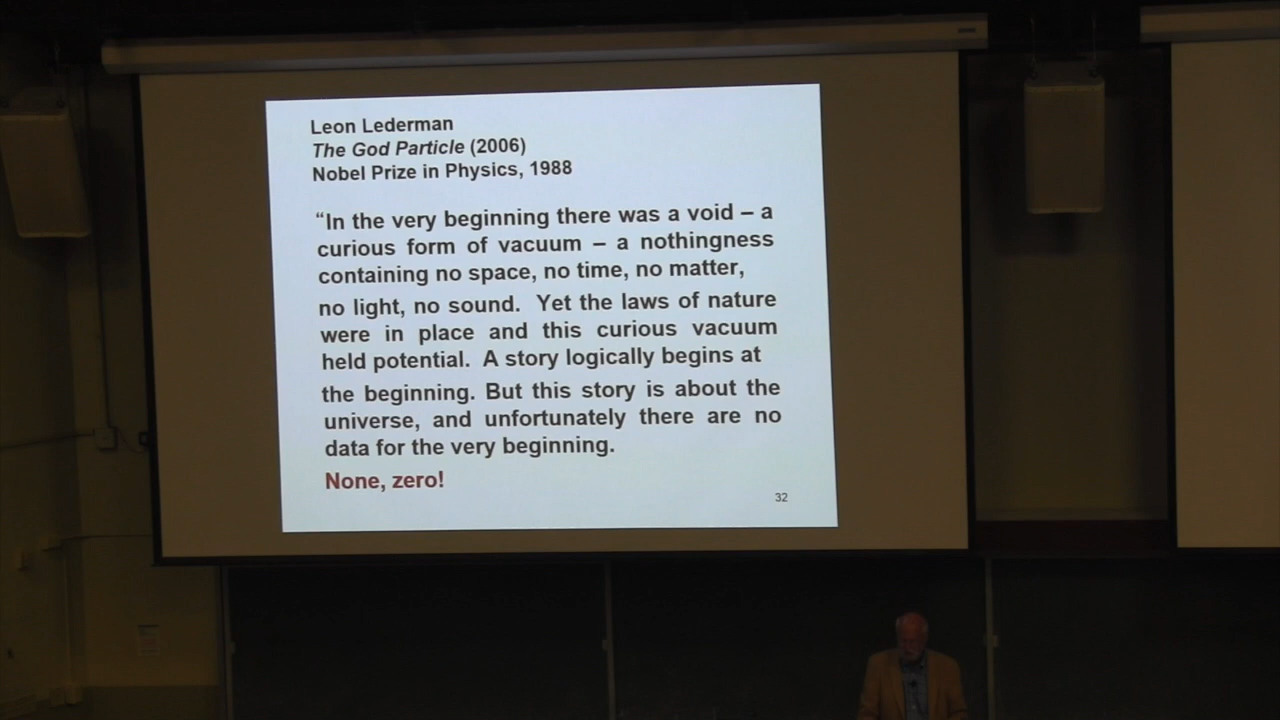 Leon Lederman
The God Particle (2006)
Nobel Prize in Physics, 1988
“In the very beginning there was a void – a
curious form of vacuum – a nothingness
containing no space, no time, no matter,
no light, no sound. Yet the laws of nature
were in place and this curious vacuum
held potential. A story logically begins at
the beginning. But this story is about the
universe, and unfortunately there are no
data for the very beginning.
None, zero!
32